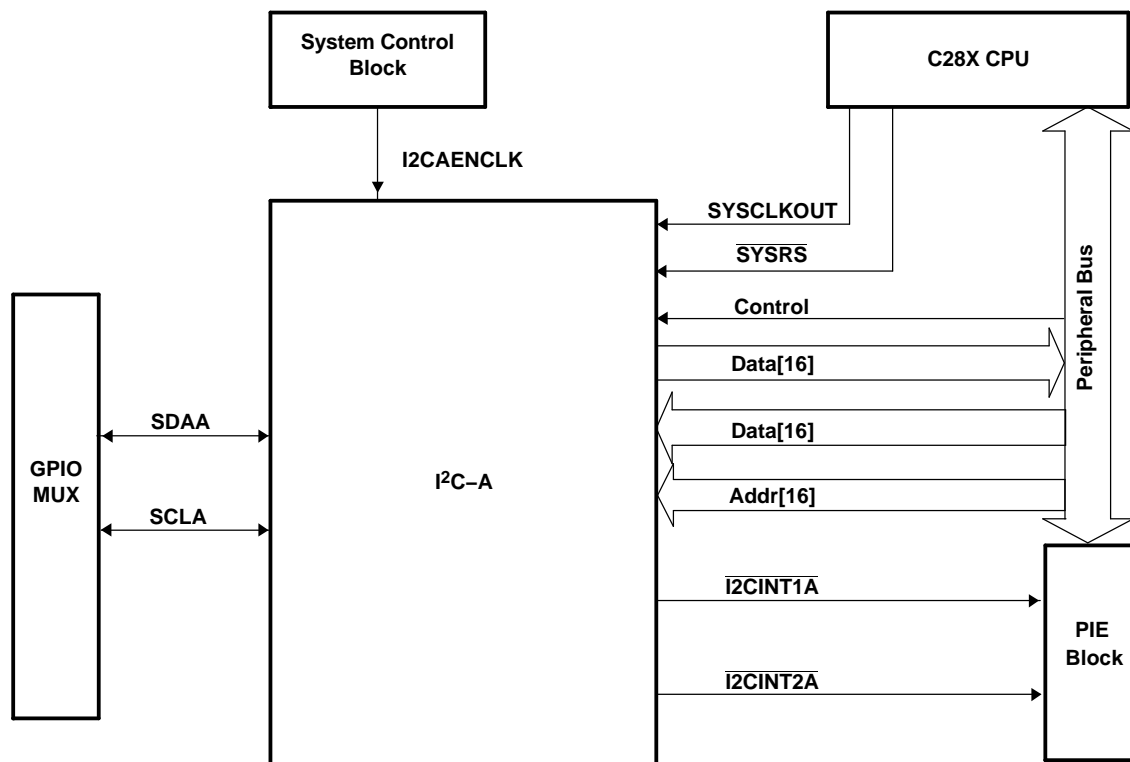 System Control
Block
C28X CPU
I2CAENCLK
SYSCLKOUT
SYSRS
Control
Data[16]
Data[16]
Addr[16]
Peripheral Bus
SDAA
SCLA
GPIO
MUX
I²C–A
I2CINT1A
I2CINT2A
PIE
Block